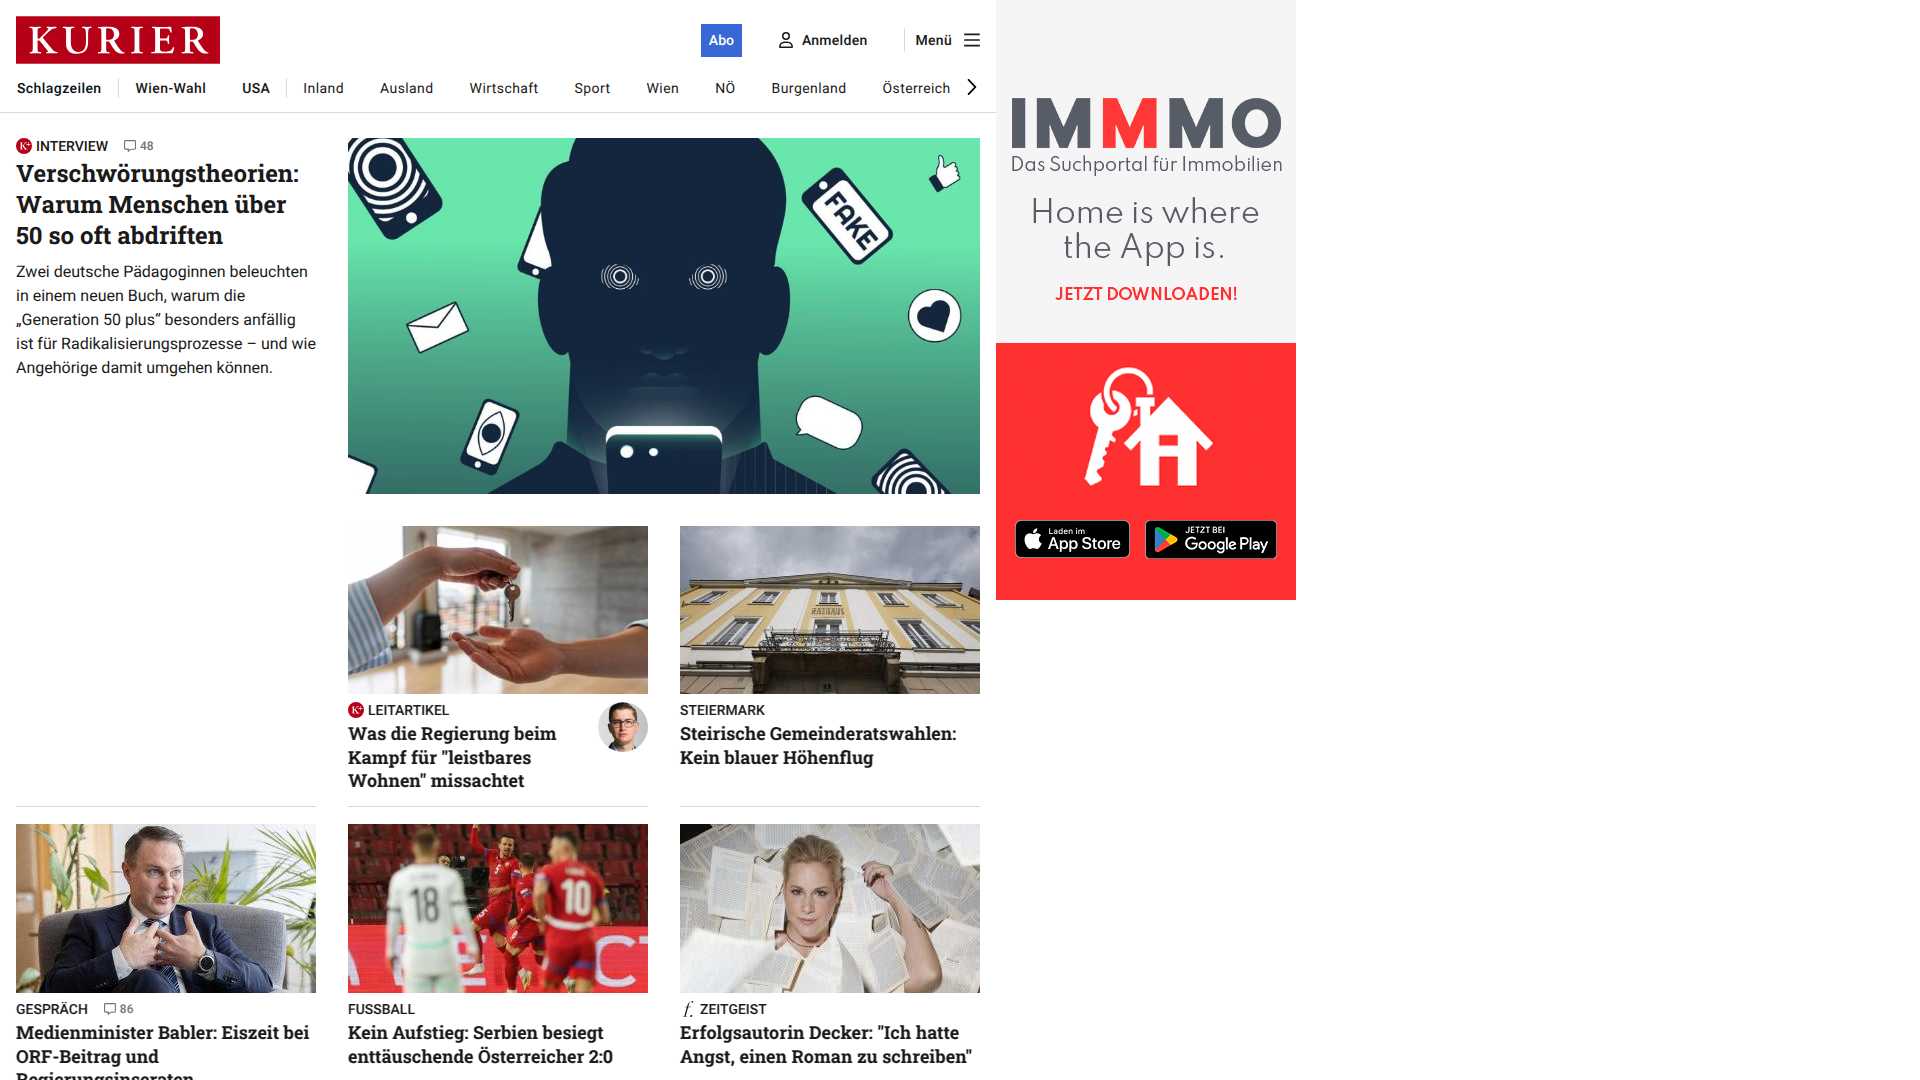 KURIER
Abo
Anmelden
Menü
Schlagzeilen
Wien-Wahl
USA
Inland
Ausland
Wirtschaft
Sport
Wien
NÖ
Burgenland
Österreich
K+ INTERVIEW 48
Verschwörungstheorien:
Warum Menschen über
50 so oft abdriften
Zwei deutsche Pädagoginnen beleuchten
in einem neuen Buch, warum die
„Generation 50 plus“ besonders anfällig
ist für Radikalisierungsprozesse – und wie
Angehörige damit umgehen können.
FAKE
IMMMO
Das Suchportal für Immobilien
Home is where
the App is.
JETZT DOWNLOADEN!
Laden im
App Store
JETZT BEI
Google Play
RATHAUS
K+ LEITARTIKEL
Was die Regierung beim
Kampf für "leistbares
Wohnen" missachtet
STEIERMARK
Steirische Gemeinderatswahlen:
Kein blauer Höhenflug
18
10
GESPRÄCH 86
Medienminister Babler: Eiszeit bei
ORF-Beitrag und
Regierungsinseraten
FUSSBALL
Kein Aufstieg: Serbien besiegt
enttäuschende Österreicher 2:0
f. ZEITGEIST
Erfolgsautorin Decker: "Ich hatte
Angst, einen Roman zu schreiben"